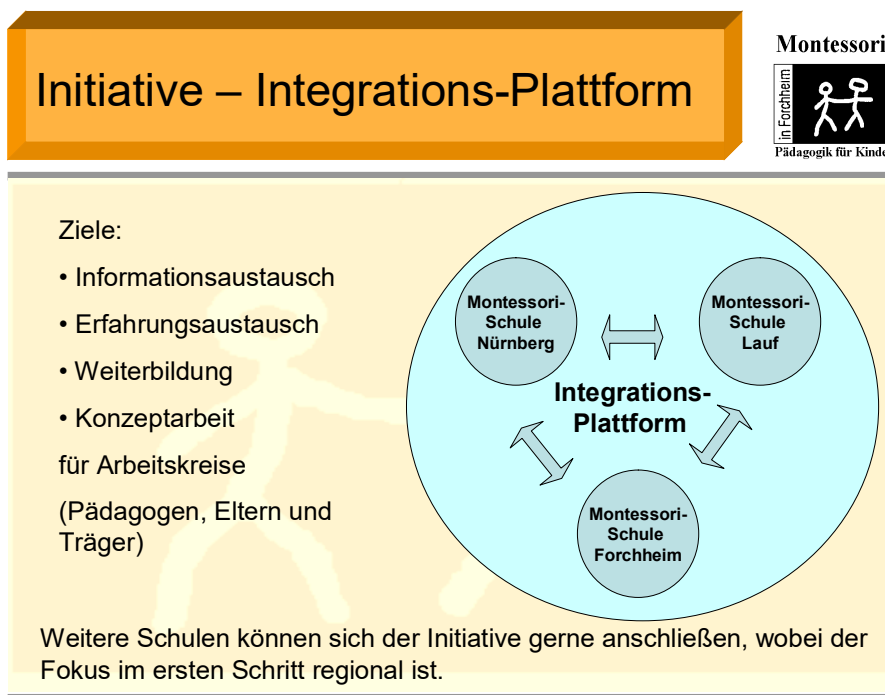 Initiative – Integrations-Plattform
Montessori
in Forchheim
Pädagogik für Kinde
Ziele:
• Informationsaustausch
• Erfahrungsaustausch
• Weiterbildung
• Konzeptarbeit
für Arbeitskreise
(Pädagogen, Eltern und
Träger)
Montessori-
Schule
Nürnberg
Montessori-
Schule
Lauf
Integrations-
Plattform
Montessori-
Schule
Forchheim
Weitere Schulen können sich der Initiative gerne anschließen, wobei der
Fokus im ersten Schritt regional ist.